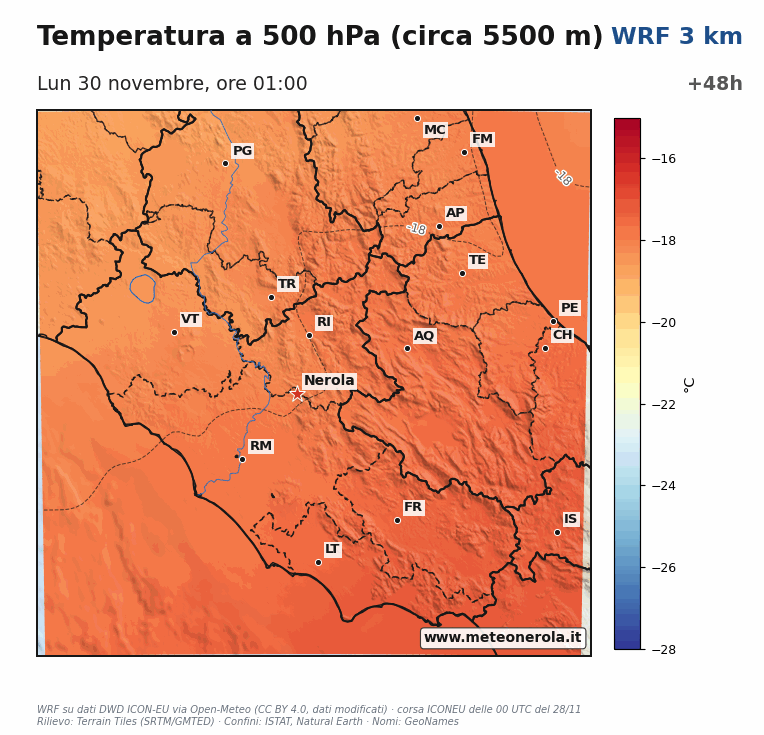 Temperatura a 500 hPa (circa 5500 m) WRF 3 km
Lun 30 novembre, ore 01:00 +48h
MC
FM
PG
-18
AP
-18
TE
TR
PE
VT
RI
AQ
CH
Nerola
RM
FR
IS
LT
www.meteonerola.it
−16
−18
−20
−22
−24
−26
−28
°C
WRF su dati DWD ICON-EU via Open-Meteo (CC BY 4.0, dati modificati) · corsa ICONEU delle 00 UTC del 28/11
Rilievo: Terrain Tiles (SRTM/GMTED) · Confini: ISTAT, Natural Earth · Nomi: GeoNames